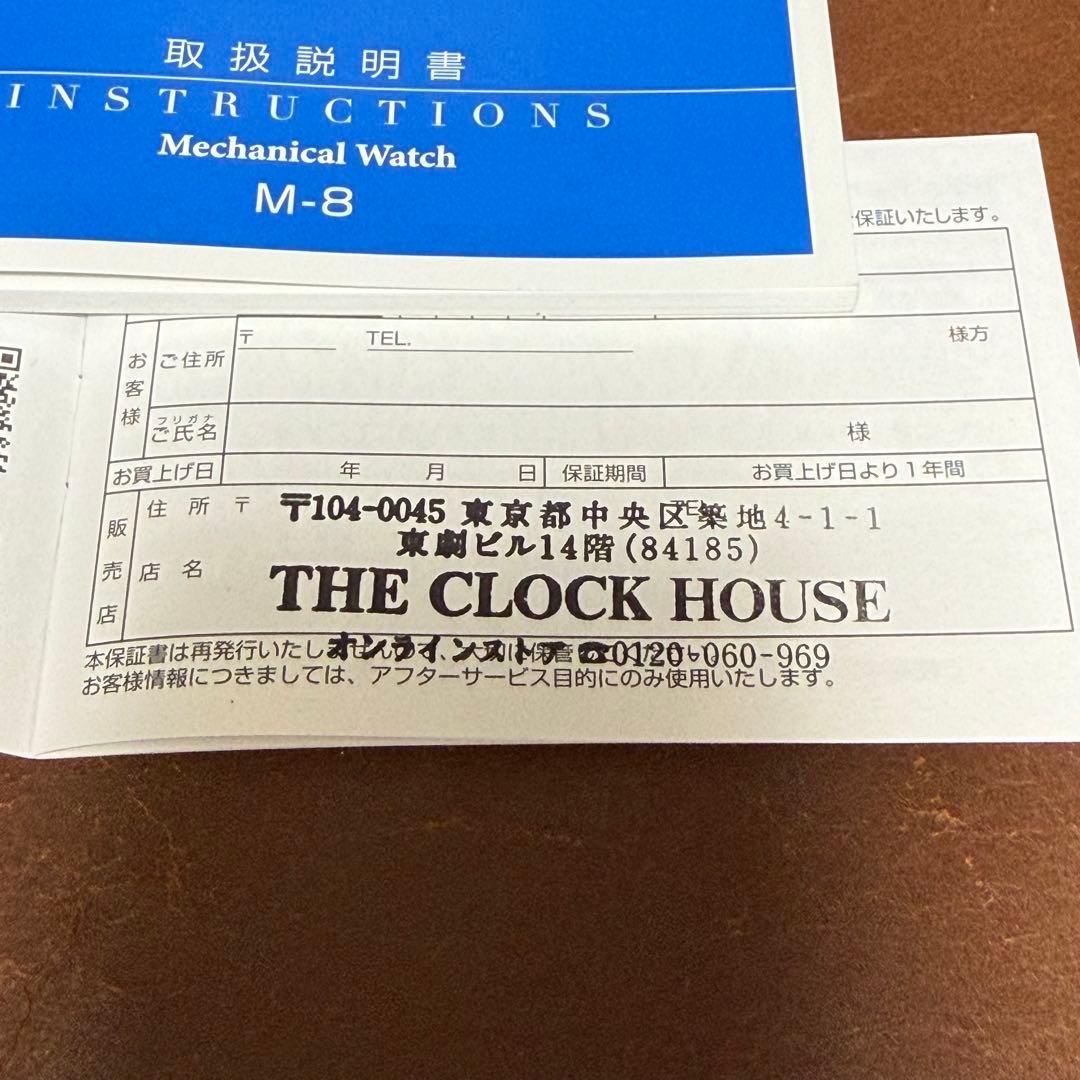 取扱説明書
INSTRUCTIONS
Mechanical Watch
M-8
保証いたします。
お客様
ご住所
〒
TEL.
様方
フリガナ
ご氏名
様
お買上げ日
年 月 日
保証期間
お買上げ日より1年間
販売店
住所 〒
〒104-0045 東京都中央区築地4-1-1
東劇ビル14階(84185)
店名
THE CLOCK HOUSE
オンラインストア ☎0120-060-969
本保証書は再発行いたしませんので、
お客様情報につきましては、アフターサービス目的にのみ使用いたします。